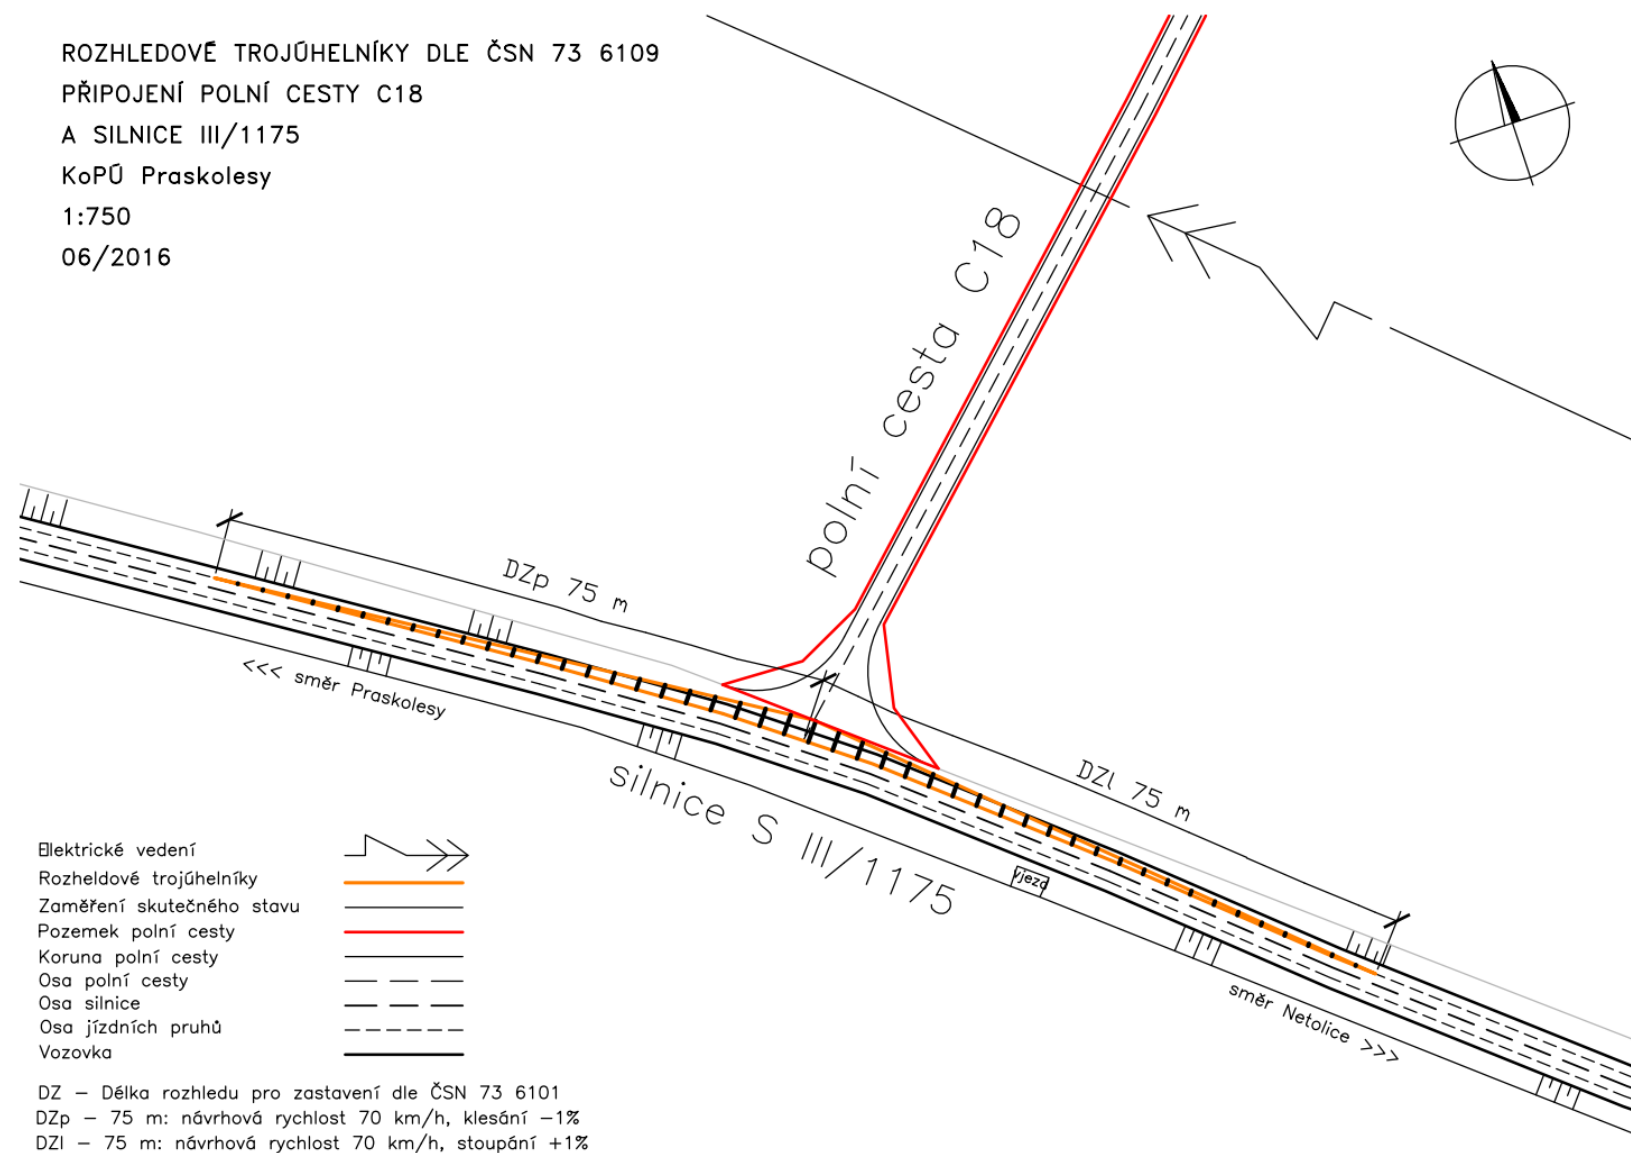 ROZHLEDOVÉ TROJÚHELNÍKY DLE ČSN 73 6109
PŘIPOJENÍ POLNÍ CESTY C18
A SILNICE III/1175
KoPÚ Praskolesy
1:750
06/2016
polní cesta C18
DZp 75 m
<<< směr Praskolesy
silnice S III/1175
DZl 75 m
vjezd
směr Netolice >>>
Elektrické vedení
Rozheldové trojúhelníky
Zaměření skutečného stavu
Pozemek polní cesty
Koruna polní cesty
Osa polní cesty
Osa silnice
Osa jízdních pruhů
Vozovka
DZ – Délka rozhledu pro zastavení dle ČSN 73 6101
DZp – 75 m: návrhová rychlost 70 km/h, klesání –1%
DZl – 75 m: návrhová rychlost 70 km/h, stoupání +1%